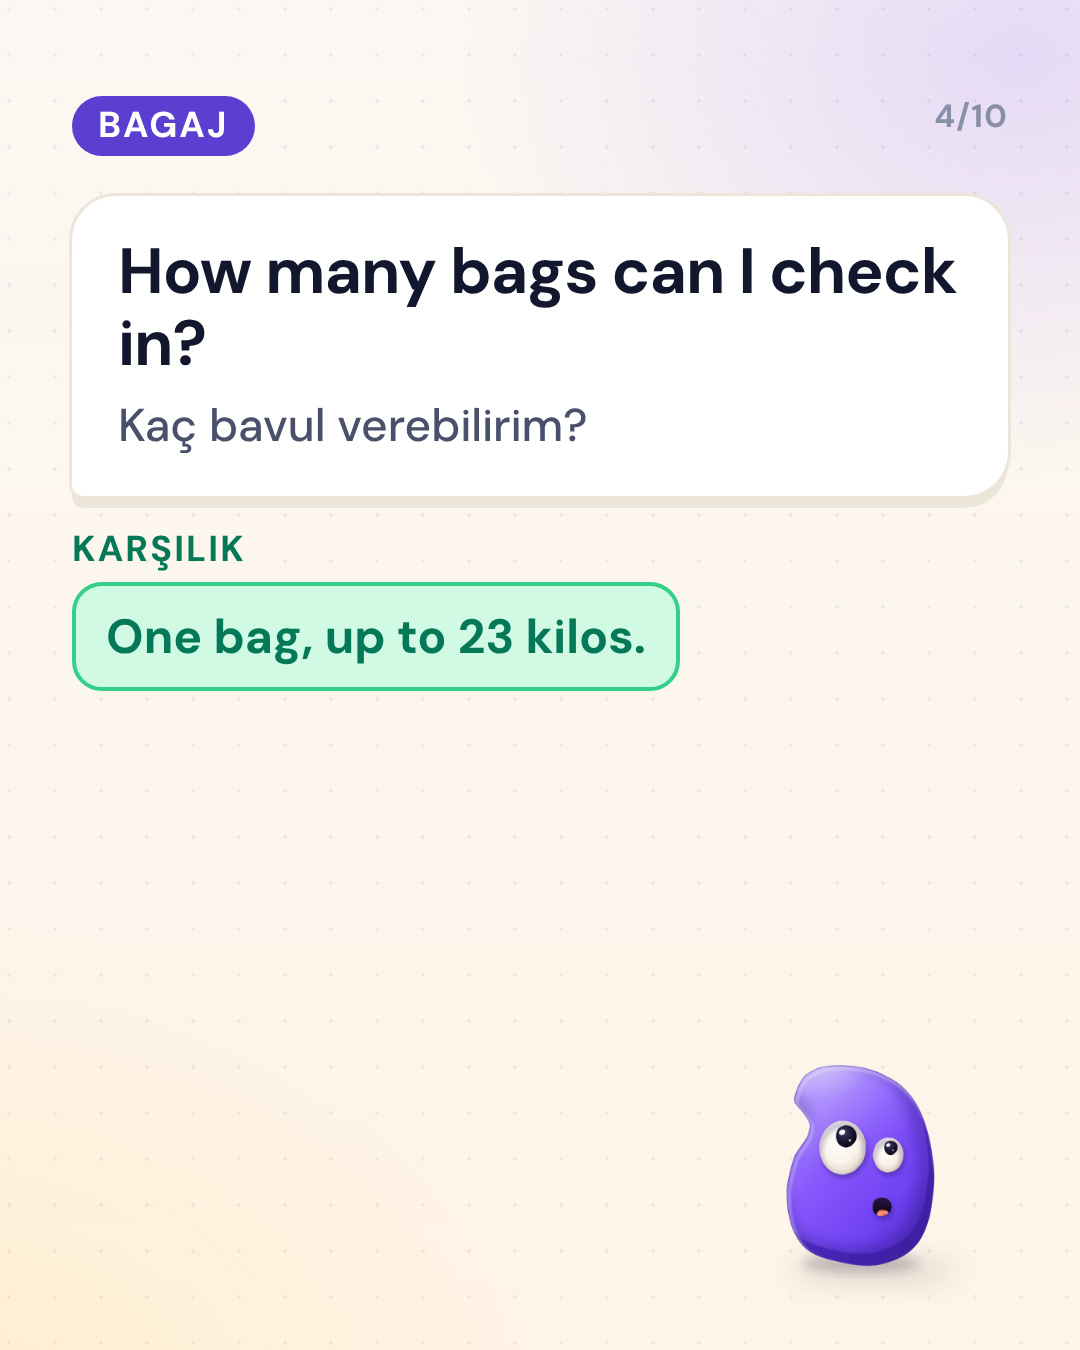 BAGAJ
4/10
How many bags can I check
in?
Kaç bavul verebilirim?
KARŞILIK
One bag, up to 23 kilos.